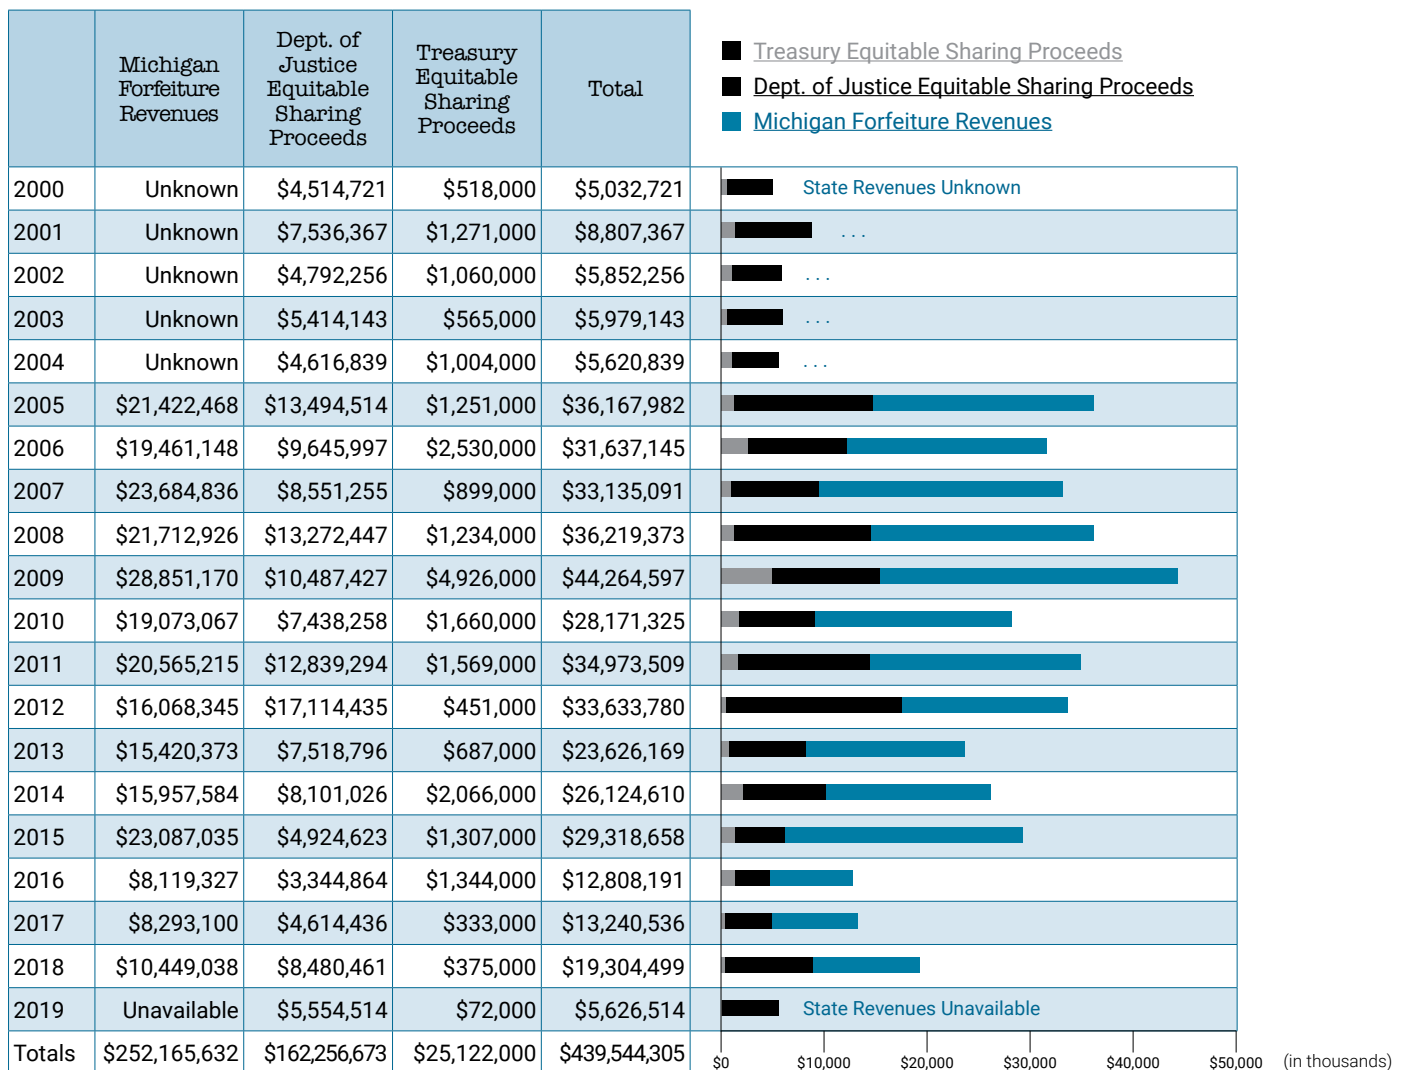 Michigan
Forfeiture
Revenues
Dept. of
Justice
Equitable
Sharing
Proceeds
Treasury
Equitable
Sharing
Proceeds
Total
Treasury Equitable Sharing Proceeds
Dept. of Justice Equitable Sharing Proceeds
Michigan Forfeiture Revenues
2000 Unknown $4,514,721 $518,000 $5,032,721 State Revenues Unknown
2001 Unknown $7,536,367 $1,271,000 $8,807,367 . . .
2002 Unknown $4,792,256 $1,060,000 $5,852,256 . . .
2003 Unknown $5,414,143 $565,000 $5,979,143 . . .
2004 Unknown $4,616,839 $1,004,000 $5,620,839 . . .
2005 $21,422,468 $13,494,514 $1,251,000 $36,167,982
2006 $19,461,148 $9,645,997 $2,530,000 $31,637,145
2007 $23,684,836 $8,551,255 $899,000 $33,135,091
2008 $21,712,926 $13,272,447 $1,234,000 $36,219,373
2009 $28,851,170 $10,487,427 $4,926,000 $44,264,597
2010 $19,073,067 $7,438,258 $1,660,000 $28,171,325
2011 $20,565,215 $12,839,294 $1,569,000 $34,973,509
2012 $16,068,345 $17,114,435 $451,000 $33,633,780
2013 $15,420,373 $7,518,796 $687,000 $23,626,169
2014 $15,957,584 $8,101,026 $2,066,000 $26,124,610
2015 $23,087,035 $4,924,623 $1,307,000 $29,318,658
2016 $8,119,327 $3,344,864 $1,344,000 $12,808,191
2017 $8,293,100 $4,614,436 $333,000 $13,240,536
2018 $10,449,038 $8,480,461 $375,000 $19,304,499
2019 Unavailable $5,554,514 $72,000 $5,626,514 State Revenues Unavailable
Totals $252,165,632 $162,256,673 $25,122,000 $439,544,305
$0 $10,000 $20,000 $30,000 $40,000 $50,000 (in thousands)